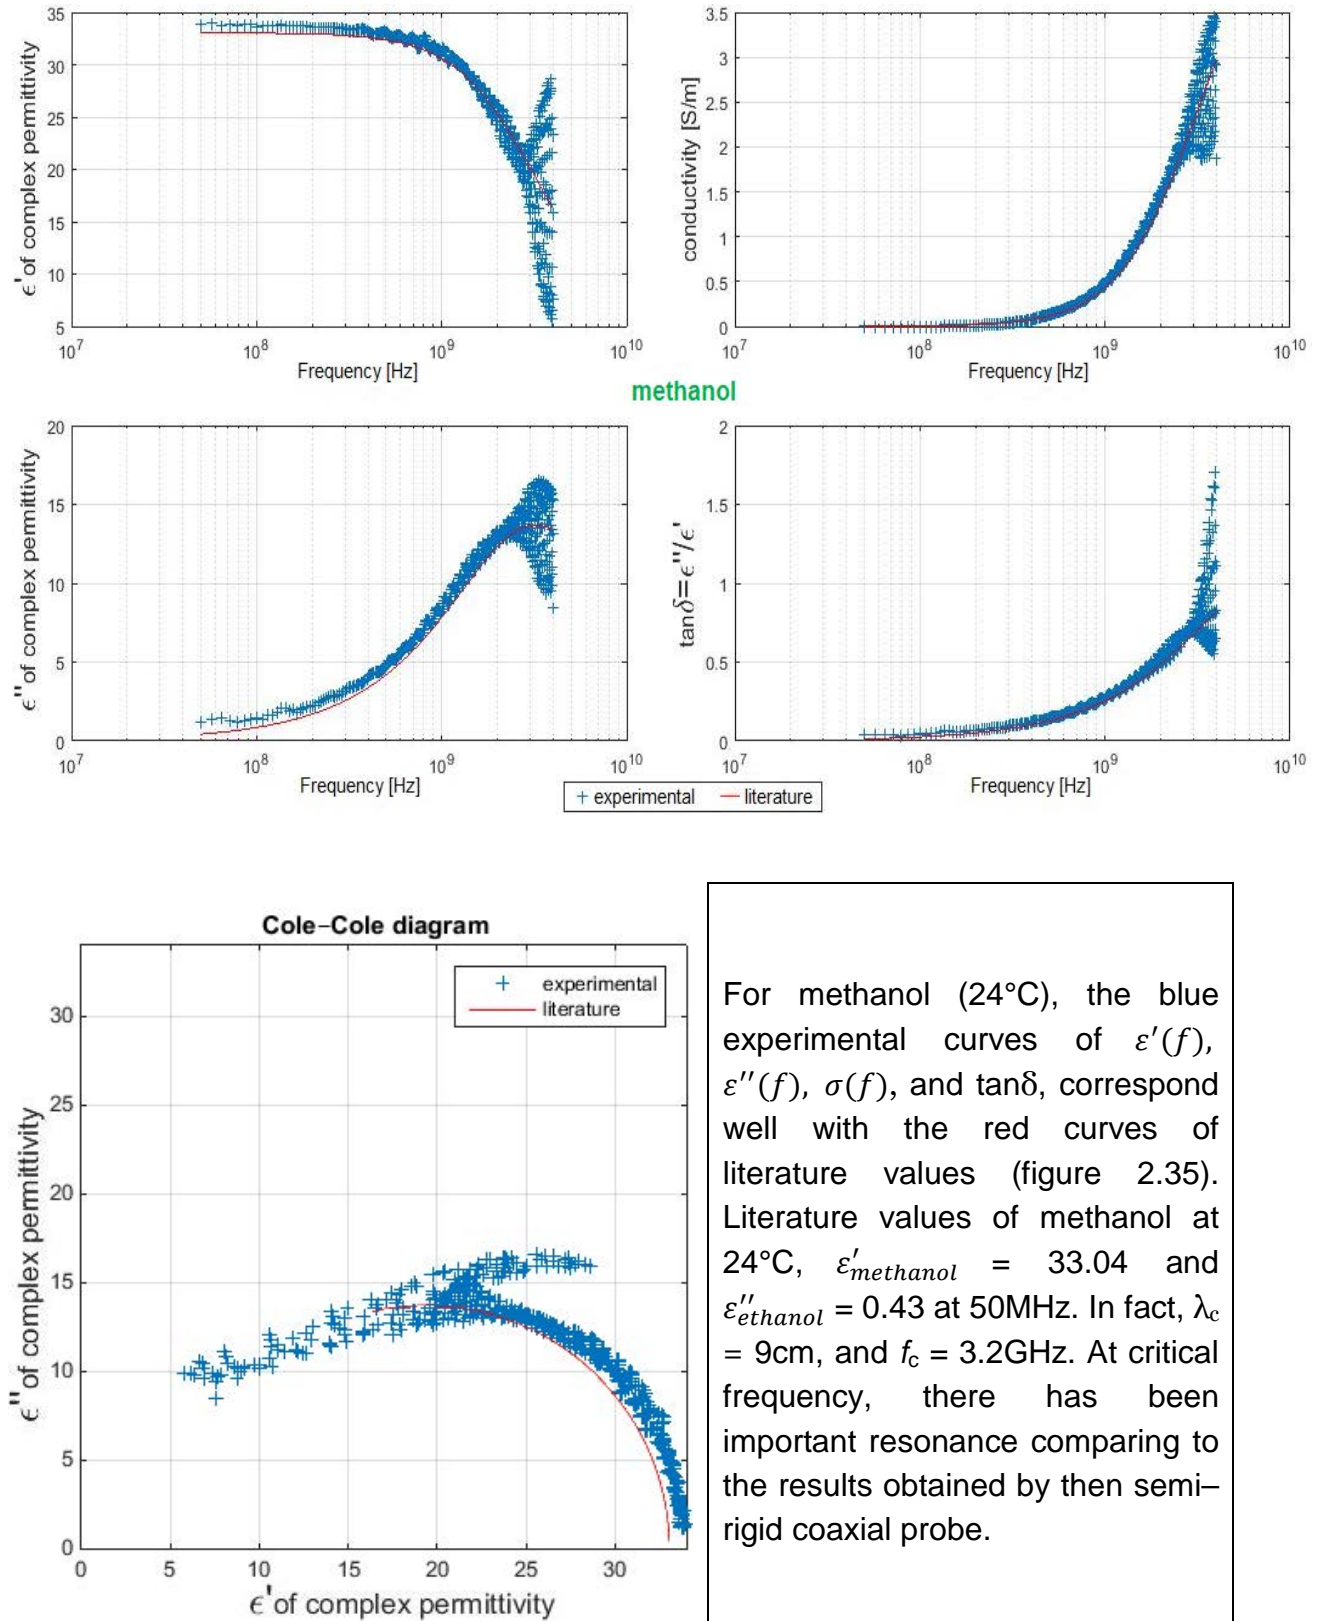 35
30
25
20
15
10
5
10⁷
10⁸
10⁹
10¹⁰
Frequency [Hz]
ϵ' of complex permittivity
3.5
3
2.5
2
1.5
1
0.5
0
10⁷
10⁸
10⁹
10¹⁰
Frequency [Hz]
conductivity [S/m]
methanol
20
15
10
5
0
10⁷
10⁸
10⁹
10¹⁰
Frequency [Hz]
ϵ'' of complex permittivity
2
1.5
1
0.5
0
10⁷
10⁸
10⁹
10¹⁰
Frequency [Hz]
tanδ=ϵ''/ϵ'
experimental literature
Cole-Cole diagram
experimental
literature
30
25
20
15
10
5
0
0 5 10 15 20 25 30
ϵ'' of complex permittivity
ϵ' of complex permittivity
For methanol (24°C), the blue
experimental curves of ε′(f),
ε′′(f), σ(f), and tanδ, correspond
well with the red curves of
literature values (figure 2.35).
Literature values of methanol at
24°C, ε′methanol = 33.04 and
ε′′ethanol = 0.43 at 50MHz. In fact, λc
= 9cm, and fc = 3.2GHz. At critical
frequency, there has been
important resonance comparing to
the results obtained by then semi–
rigid coaxial probe.